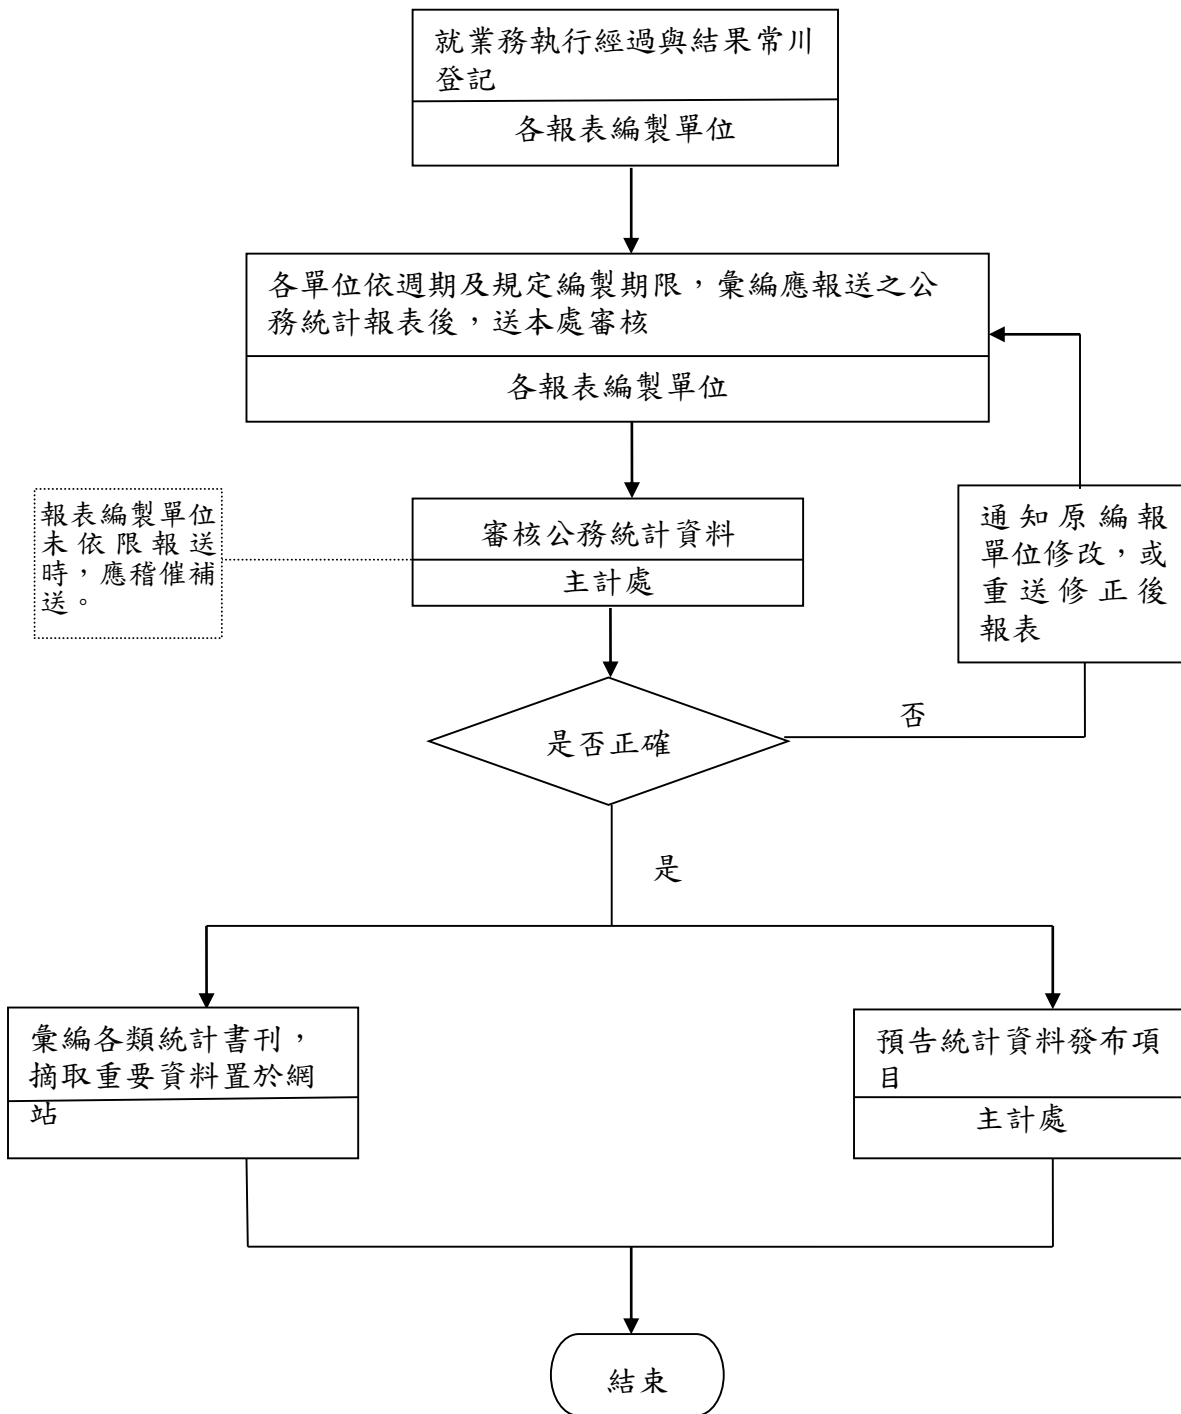 就業務執行經過與結果常川
登記
各報表編製單位
各單位依週期及規定編製期限，彙編應報送之公
務統計報表後，送本處審核
各報表編製單位
報表編製單位
未依限報送
時，應稽催補
送。
審核公務統計資料
主計處
通知原編報
單位修改，或
重送修正後
報表
是否正確
否
是
彙編各類統計書刊，
摘取重要資料置於網
站
預告統計資料發布項
目
主計處
結束